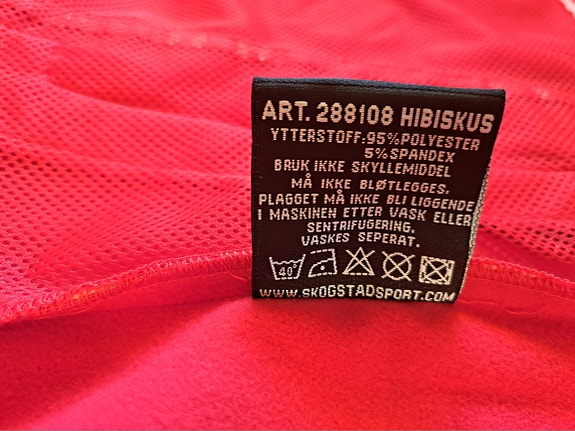 ART. 288108 HIBISKUS
YTTERSTOFF:95%POLYESTER
5%SPANDEX
BRUK IKKE SKYLLEMIDDEL
MÅ IKKE BLØTLEGGES.
PLAGGET MÅ IKKE BLI LIGGENDE
I MASKINEN ETTER VASK ELLER
SENTRIFUGERING.
VASKES SEPERAT.
40°
WWW.SKOGSTADSPORT.COM